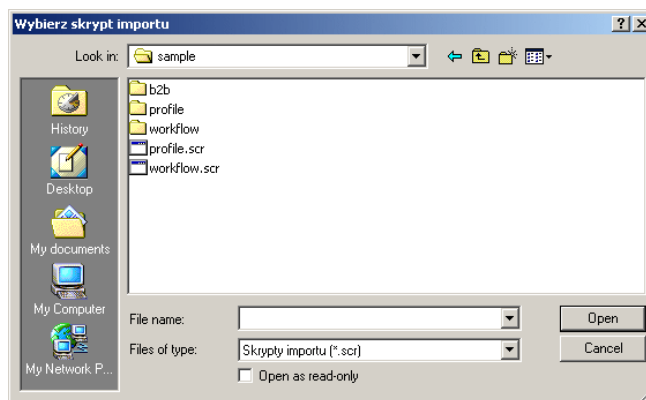 Wybierz skrypt importu
Look in: sample
History
Desktop
My documents
My Computer
My Network P...
b2b
profile
workflow
profile.scr
workflow.scr
File name: Open
Files of type: Skrypty importu (*.scr) Cancel
Open as read-only